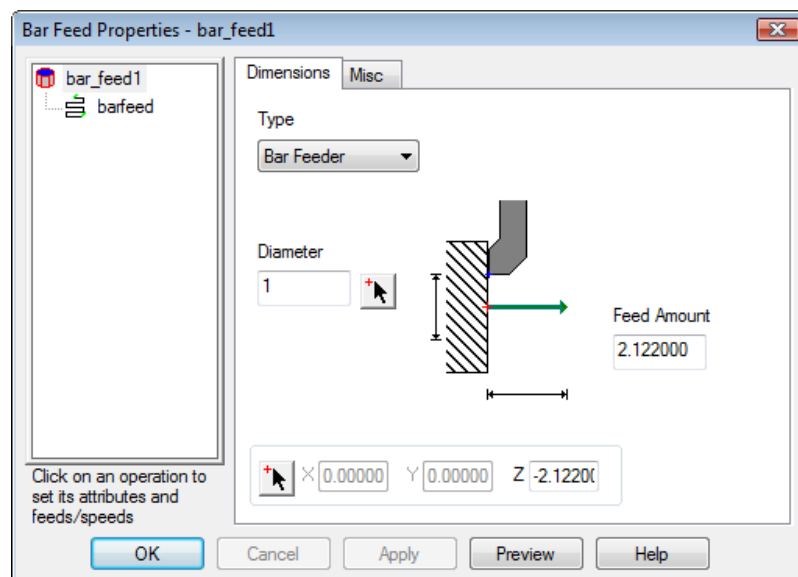 Bar Feed Properties - bar_feed1
bar_feed1
barfeed
Click on an operation to
set its attributes and
feeds/speeds
Dimensions
Misc
Type
Bar Feeder
Diameter
1
Feed Amount
2.122000
X 0.00000 Y 0.00000 Z -2.1220
OK
Cancel
Apply
Preview
Help